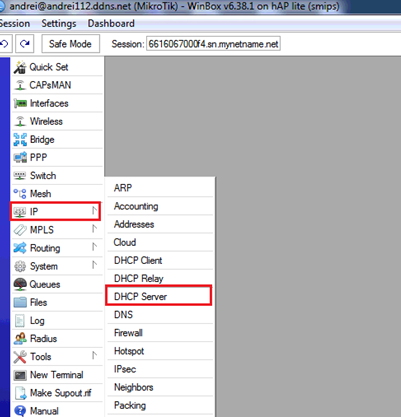 andrei@andrei112.ddns.net (MikroTik) - WinBox v6.38.1 on hAP lite (smips)
Session Settings Dashboard
Safe Mode Session: 6616067000f4.sn.mynetname.net
Quick Set
CAPsMAN
Interfaces
Wireless
Bridge
PPP
Switch
Mesh
IP
MPLS
Routing
System
Queues
Files
Log
Radius
Tools
New Terminal
Make Supout.rif
Manual
ARP
Accounting
Addresses
Cloud
DHCP Client
DHCP Relay
DHCP Server
DNS
Firewall
Hotspot
IPsec
Neighbors
Packing